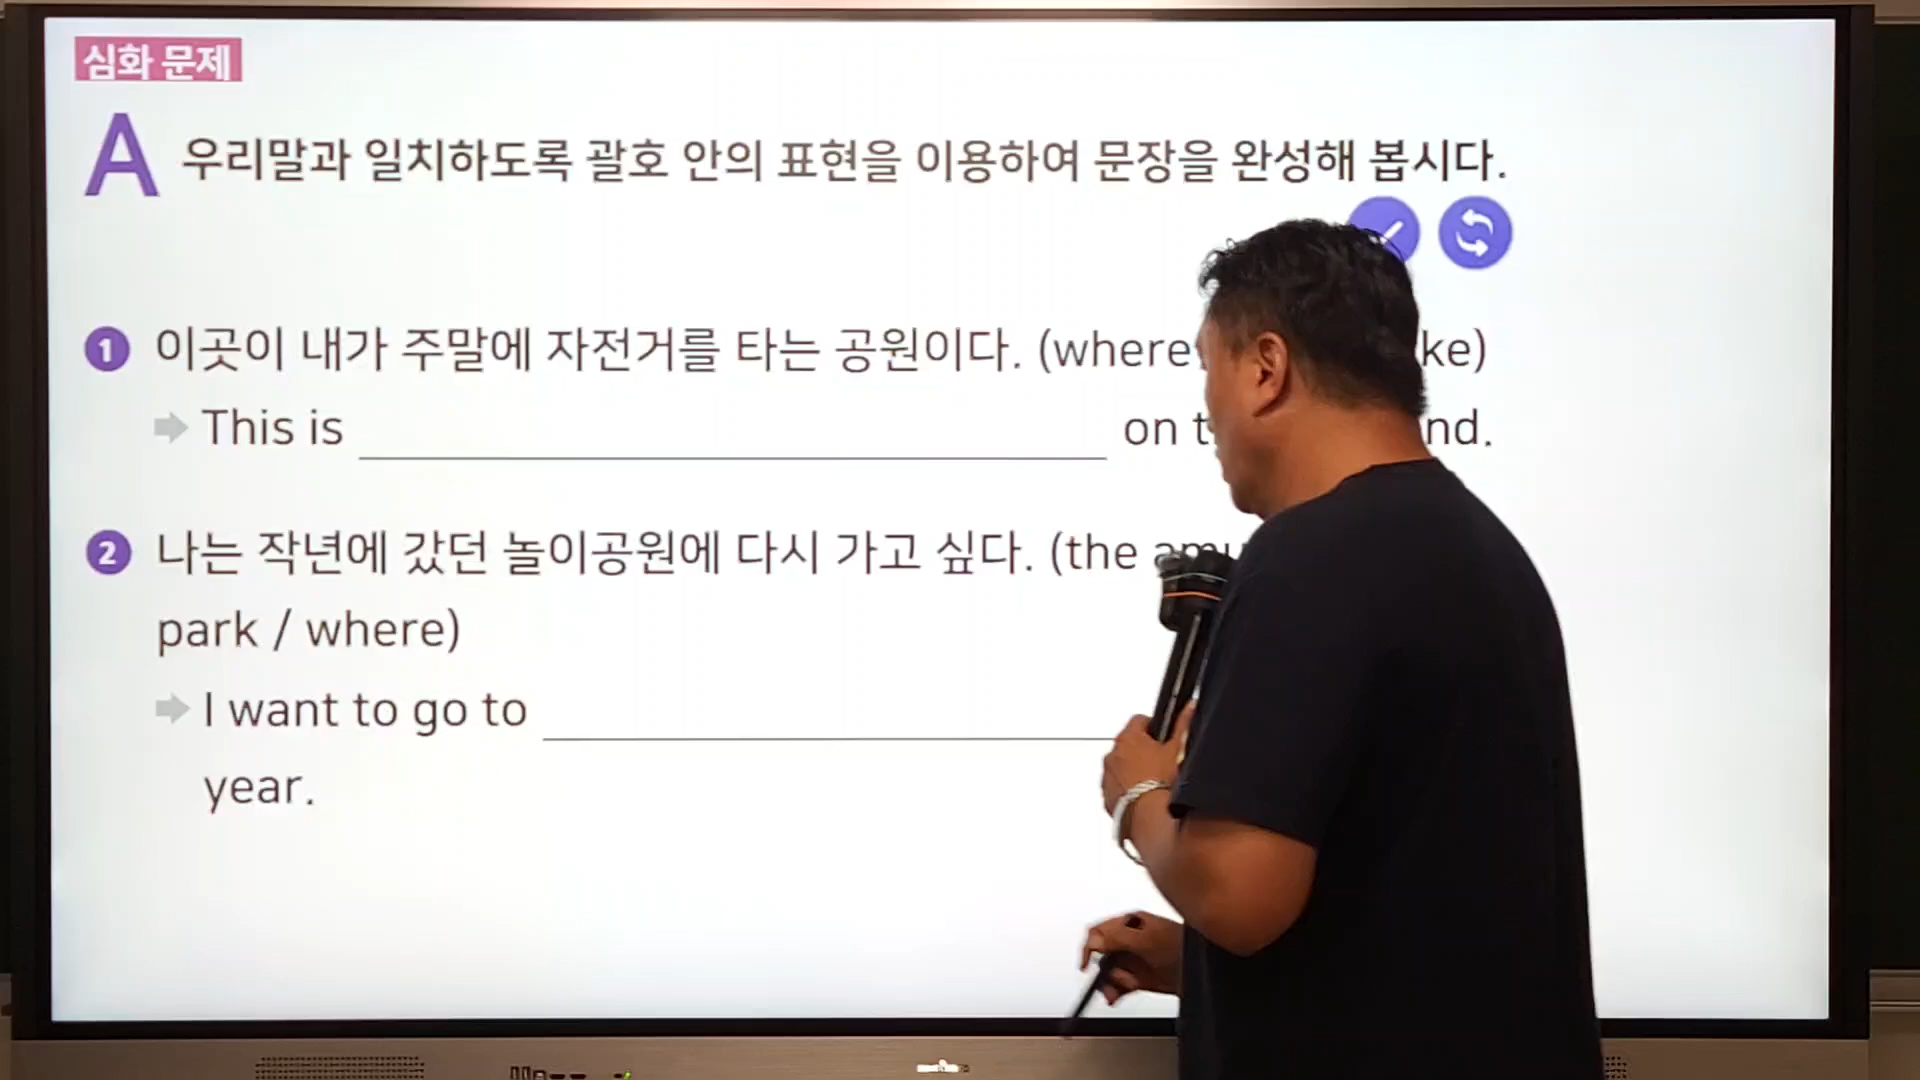 심화 문제
A 우리말과 일치하도록 괄호 안의 표현을 이용하여 문장을 완성해 봅시다.
1 이곳이 내가 주말에 자전거를 타는 공원이다. (where
This is on
2 나는 작년에 갔던 놀이공원에 다시 가고 싶다. (the
park / where)
I want to go to
year.